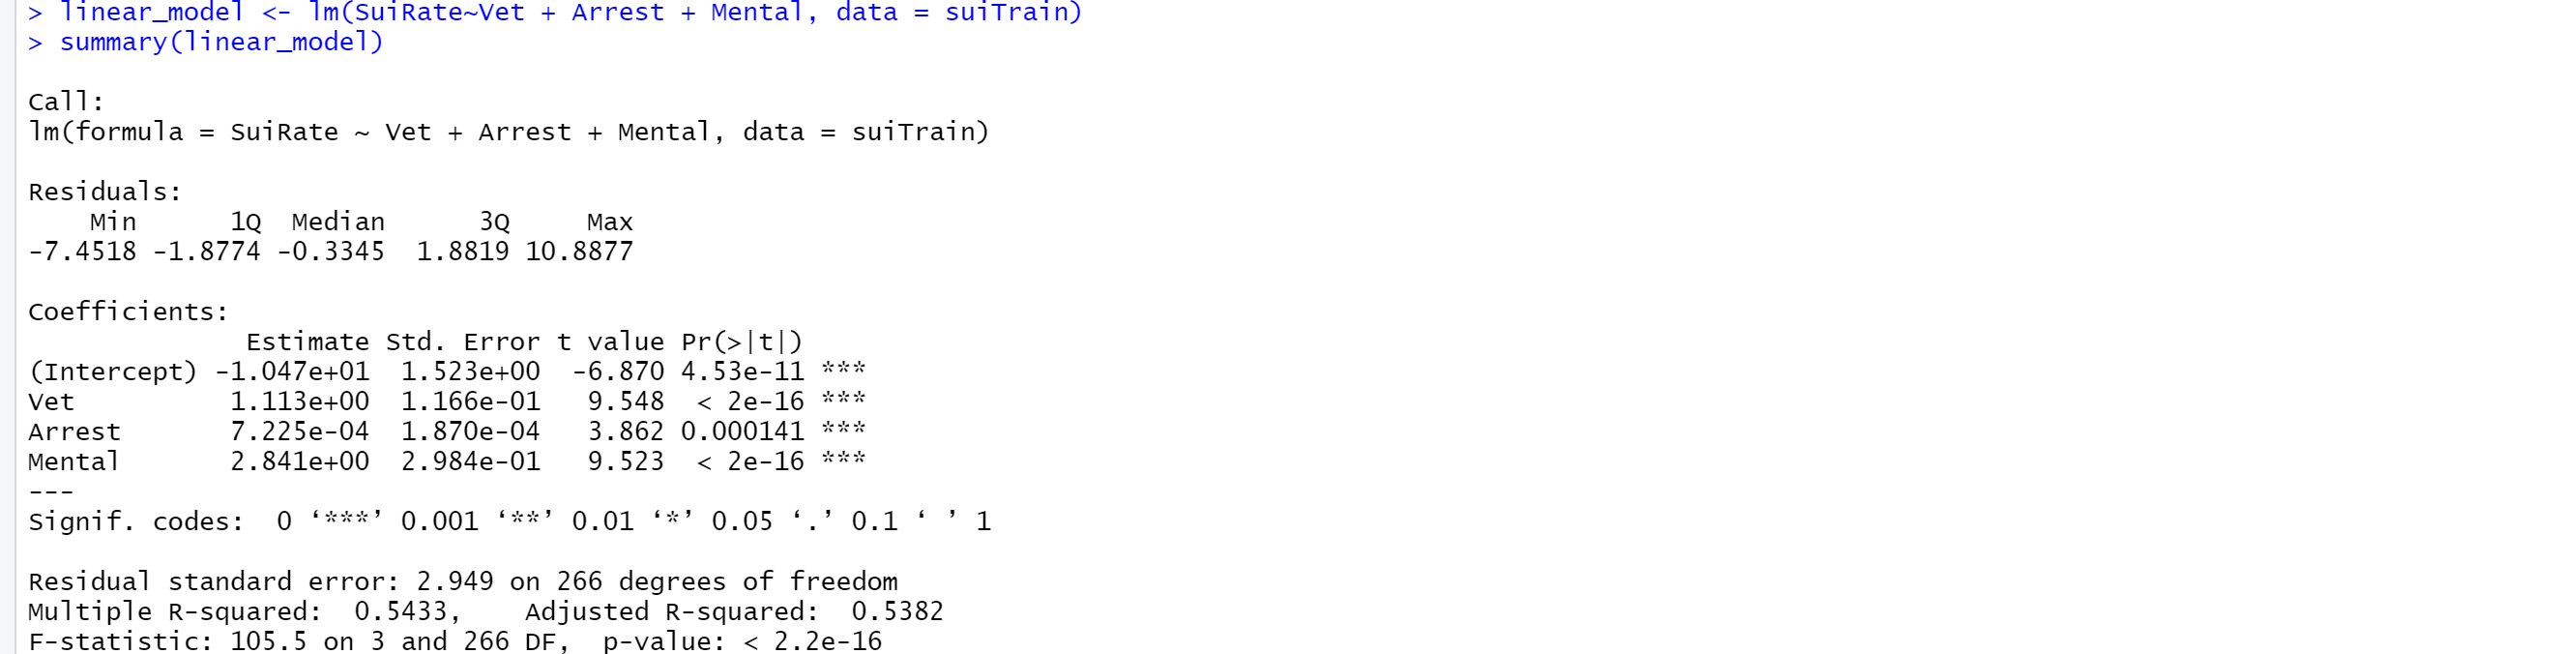 > linear_model <- lm(SuiRate~Vet + Arrest + Mental, data = suiTrain)
> summary(linear_model)
Call:
lm(formula = SuiRate ~ Vet + Arrest + Mental, data = suiTrain)
Residuals:
    Min      1Q  Median      3Q     Max
-7.4518 -1.8774 -0.3345  1.8819 10.8877
Coefficients:
              Estimate Std. Error t value Pr(>|t|)
(Intercept) -1.047e+01  1.523e+00  -6.870 4.53e-11 ***
Vet          1.113e+00  1.166e-01   9.548  < 2e-16 ***
Arrest       7.225e-04  1.870e-04   3.862 0.000141 ***
Mental       2.841e+00  2.984e-01   9.523  < 2e-16 ***
---
Signif. codes:  0 ‘***’ 0.001 ‘**’ 0.01 ‘*’ 0.05 ‘.’ 0.1 ‘ ’ 1
Residual standard error: 2.949 on 266 degrees of freedom
Multiple R-squared:  0.5433,    Adjusted R-squared:  0.5382
F-statistic: 105.5 on 3 and 266 DF,  p-value: < 2.2e-16